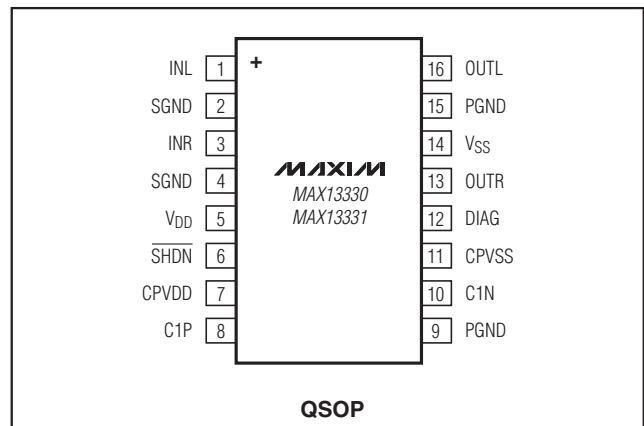 INL 1 + 16 OUTL
SGND 2 15 PGND
INR 3 14 VSS
SGND 4 MAXIM 13 OUTR
MAX13330
VDD 5 MAX13331 12 DIAG
SHDN 6 11 CPVSS
CPVDD 7 10 C1N
C1P 8 9 PGND
QSOP